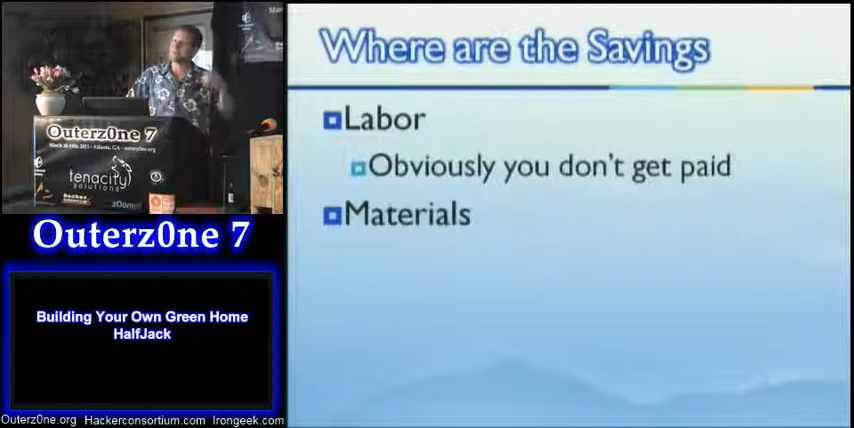 Where are the Savings
Labor
Obviously you don't get paid
Materials
Outerz0ne 7
tenacity
solutions
Outerz0ne 7
Building Your Own Green Home
HalfJack
Outerz0ne.org Hackerconsortium.com Irongeek.com